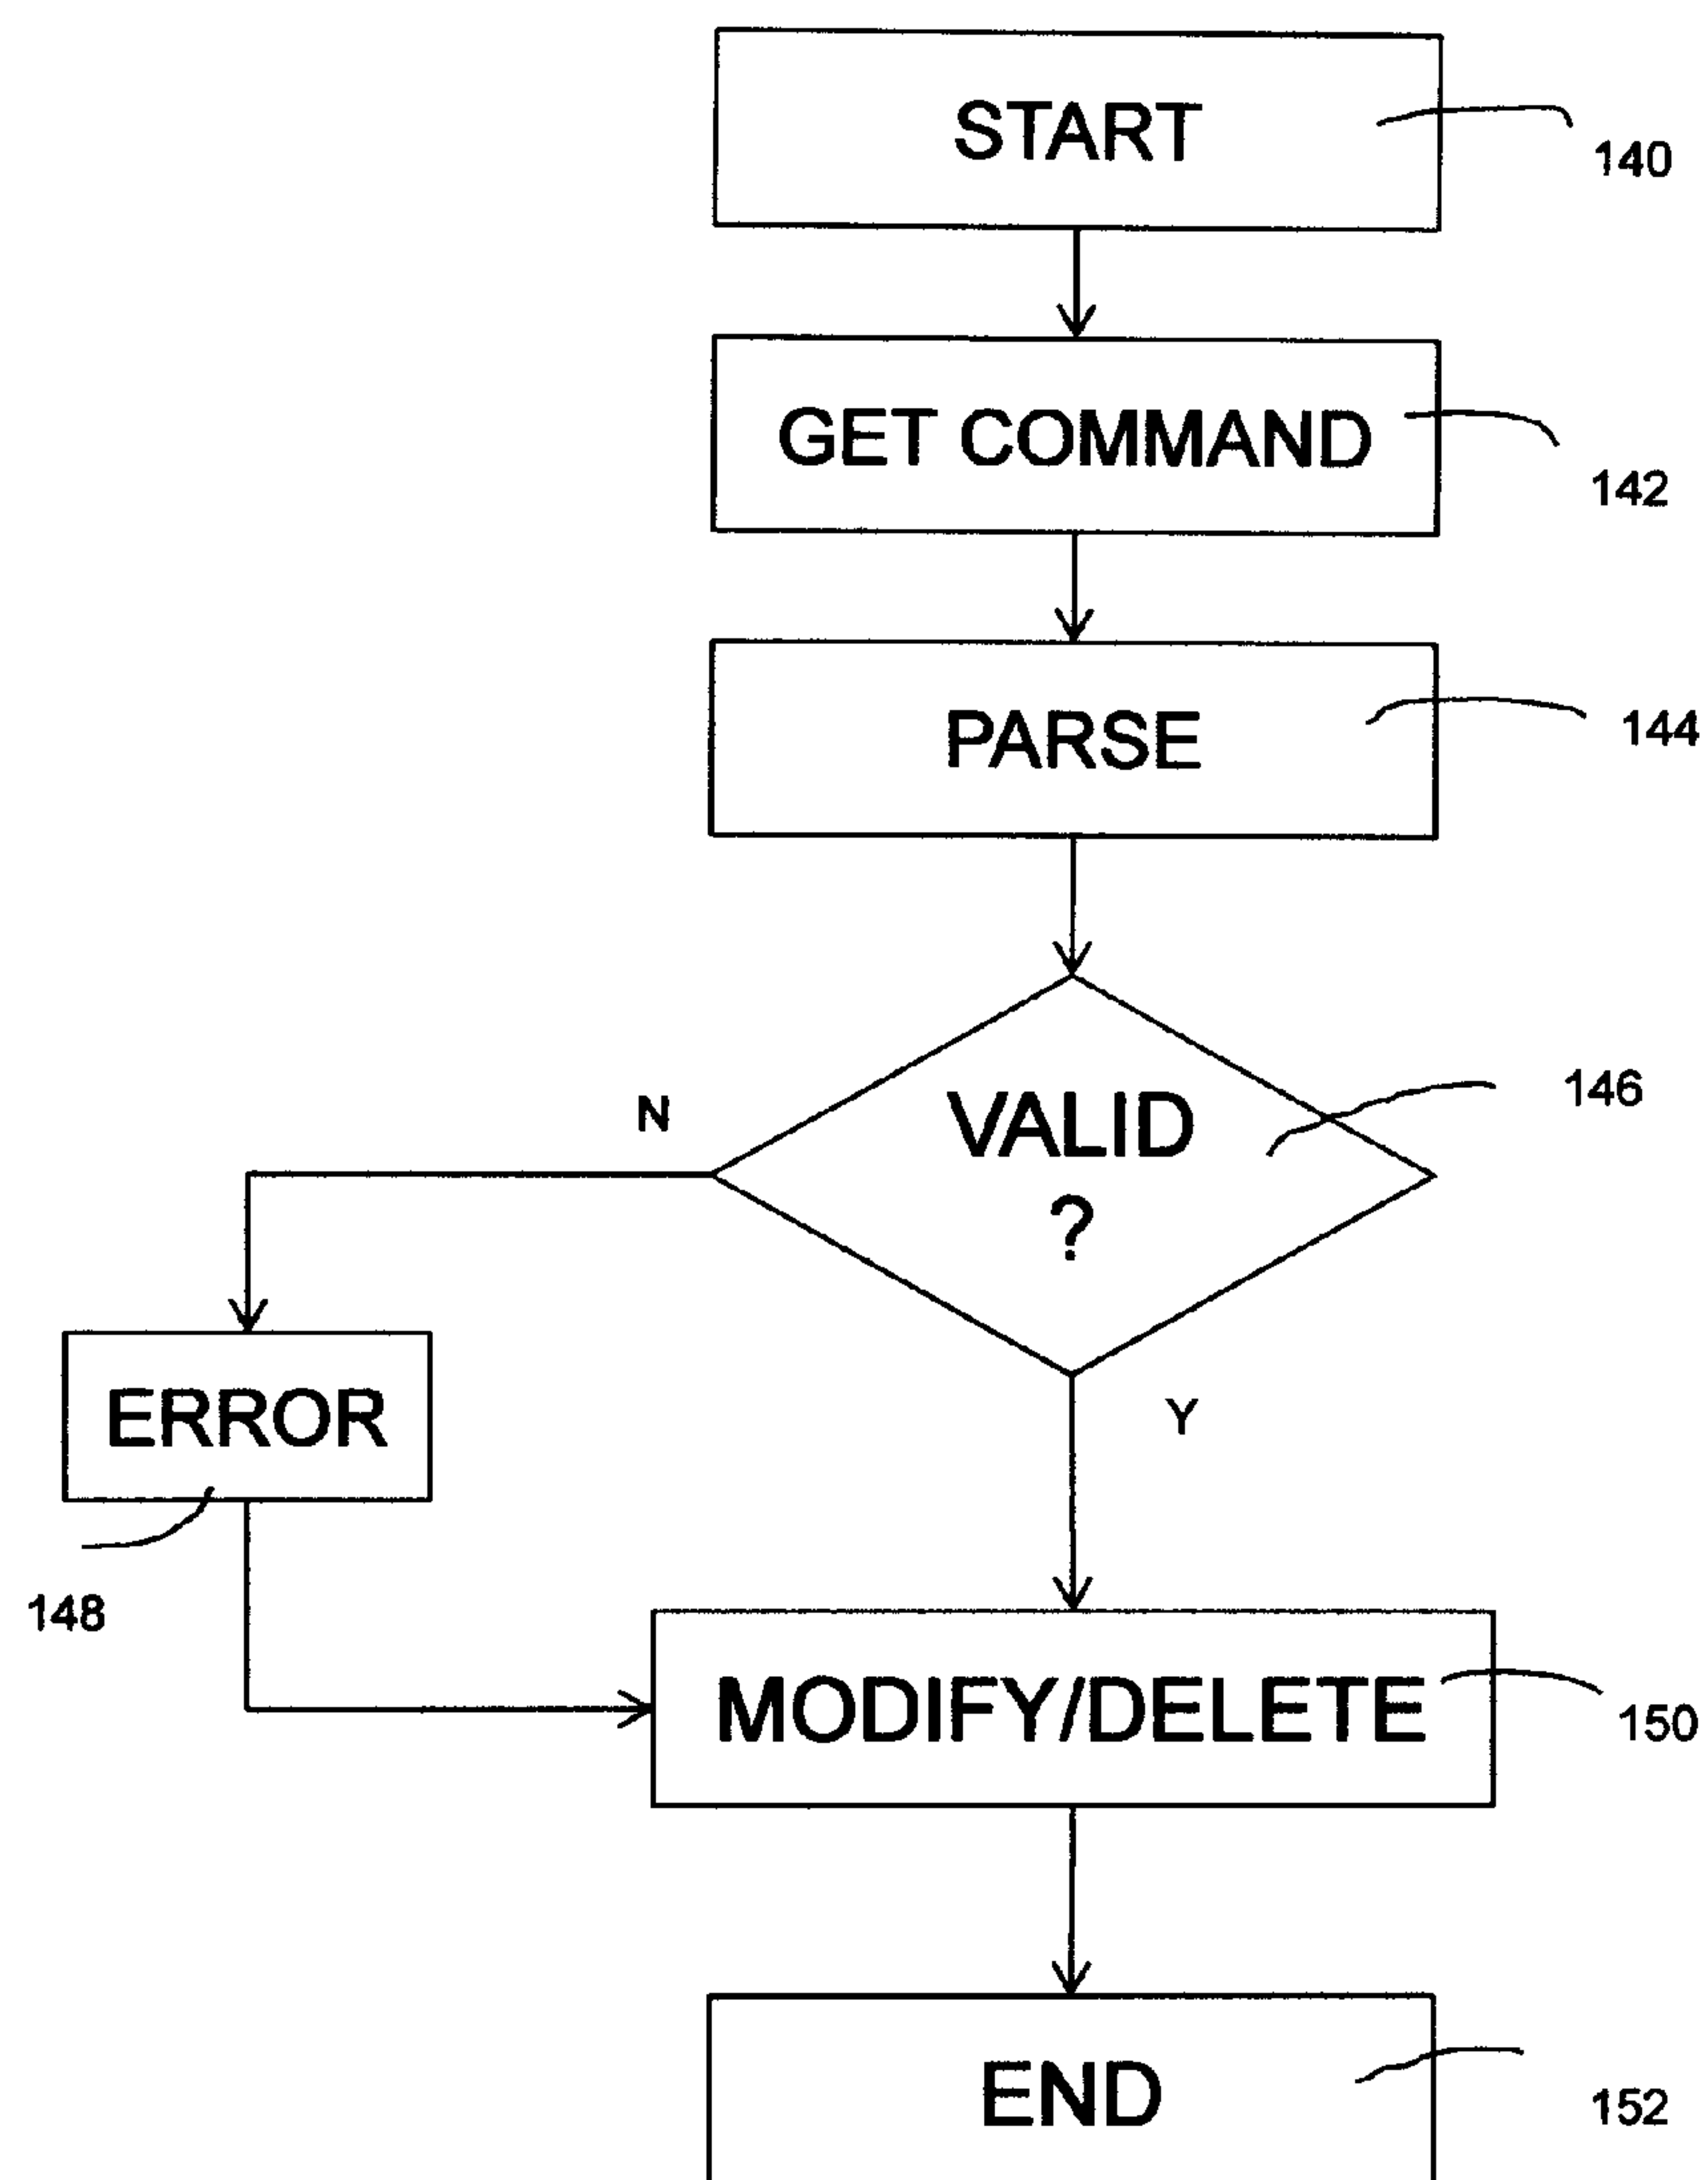 START
140
GET COMMAND
142
PARSE
144
146
N
VALID
?
ERROR
Y
148
MODIFY/DELETE
150
END
152